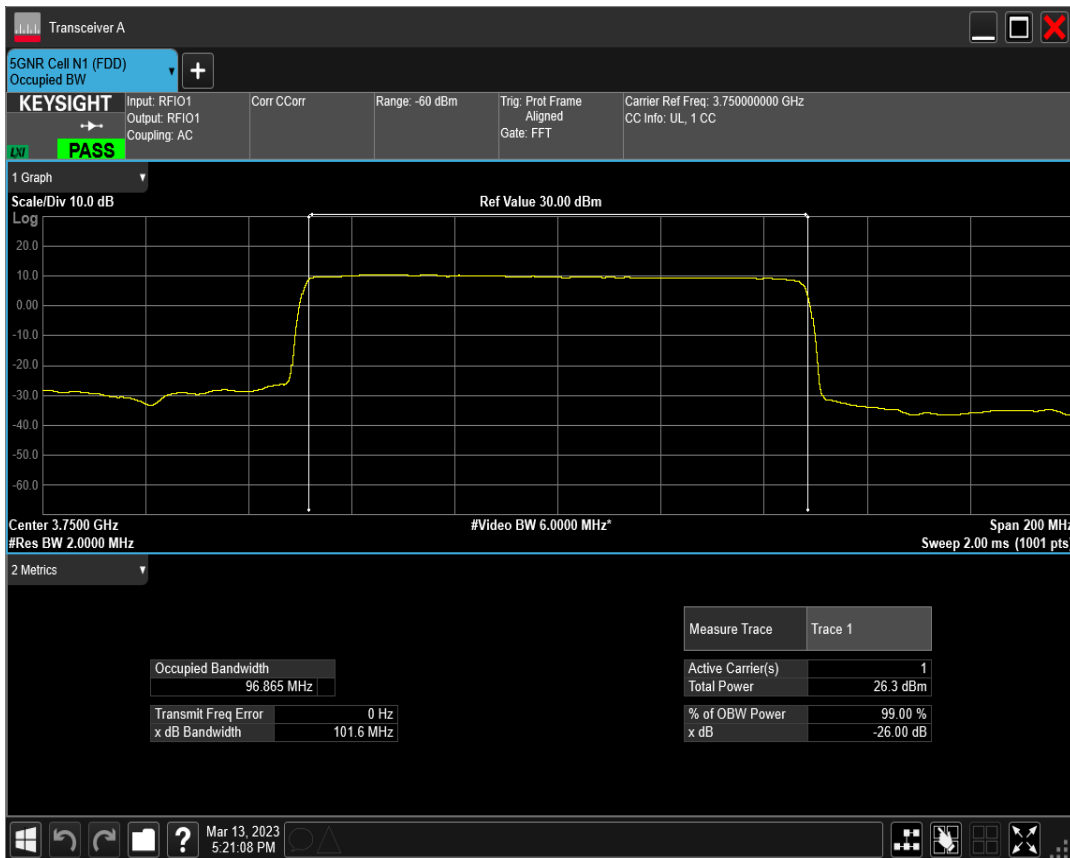 Transceiver A
5GNR Cell N1 (FDD)
Occupied BW
+
KEYSIGHT
LXI
PASS
Input: RFIO1
Output: RFIO1
Coupling: AC
Corr CCorr
Range: -60 dBm
Trig: Prot Frame
Aligned
Gate: FFT
Carrier Ref Freq: 3.750000000 GHz
CC Info: UL, 1 CC
1 Graph
Scale/Div 10.0 dB
Ref Value 30.00 dBm
Log
20.0
10.0
0.00
-10.0
-20.0
-30.0
-40.0
-50.0
-60.0
Center 3.7500 GHz
#Video BW 6.0000 MHz*
Span 200 MHz
#Res BW 2.0000 MHz
Sweep 2.00 ms (1001 pts)
2 Metrics
Measure Trace Trace 1
Occupied Bandwidth
96.865 MHz
Active Carrier(s) 1
Total Power 26.3 dBm
Transmit Freq Error 0 Hz
x dB Bandwidth 101.6 MHz
% of OBW Power 99.00 %
x dB -26.00 dB
?
Mar 13, 2023
5:21:08 PM